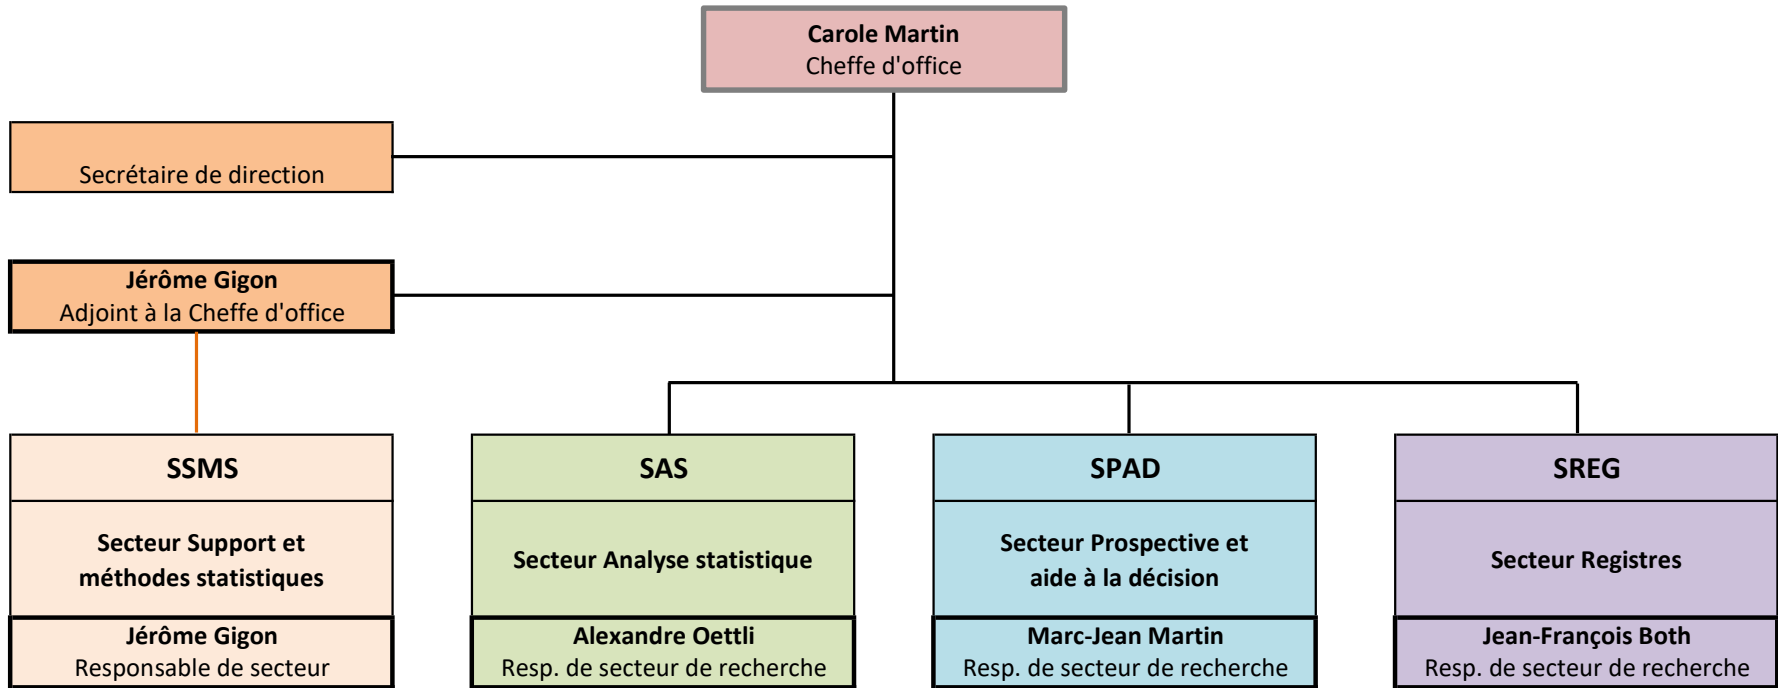 Carole Martin
Cheffe d'office
Secrétaire de direction
Jérôme Gigon
Adjoint à la Cheffe d'office
SSMS
Secteur Support et
méthodes statistiques
Jérôme Gigon
Responsable de secteur
SAS
Secteur Analyse statistique
Alexandre Oettli
Resp. de secteur de recherche
SPAD
Secteur Prospective et
aide à la décision
Marc-Jean Martin
Resp. de secteur de recherche
SREG
Secteur Registres
Jean-François Both
Resp. de secteur de recherche